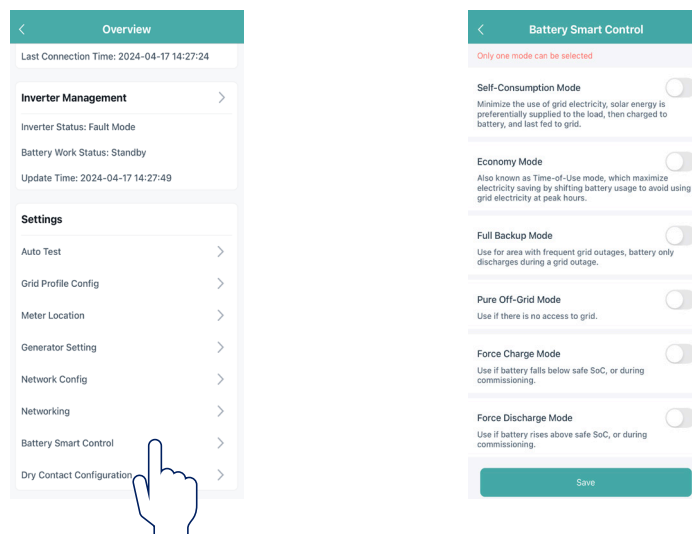 Overview
Last Connection Time: 2024-04-17 14:27:24
Inverter Management
Inverter Status: Fault Mode
Battery Work Status: Standby
Update Time: 2024-04-17 14:27:49
Settings
Auto Test
Grid Profile Config
Meter Location
Generator Setting
Network Config
Networking
Battery Smart Control
Dry Contact Configuration
Battery Smart Control
Only one mode can be selected
Self-Consumption Mode
Minimize the use of grid electricity, solar energy is
preferentially supplied to the load, then charged to
battery, and last fed to grid.
Economy Mode
Also known as Time-of-Use mode, which maximize
electricity saving by shifting battery usage to avoid using
grid electricity at peak hours.
Full Backup Mode
Use for area with frequent grid outages, battery only
discharges during a grid outage.
Pure Off-Grid Mode
Use if there is no access to grid.
Force Charge Mode
Use if battery falls below safe SoC, or during
commissioning.
Force Discharge Mode
Use if battery rises above safe SoC, or during
commissioning.
Save